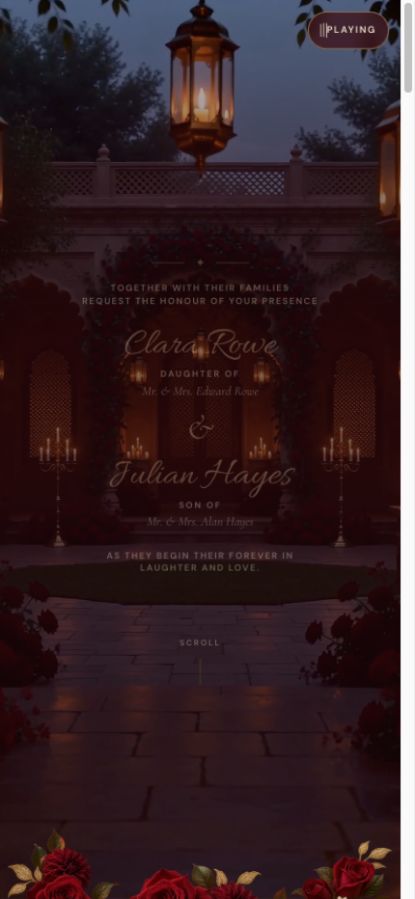 PLAYING
TOGETHER WITH THEIR FAMILIES
REQUEST THE HONOUR OF YOUR PRESENCE
Clara Rowe
DAUGHTER OF
Mr. & Mrs. Edward Rowe
&
Julian Hayes
SON OF
Mr. & Mrs. Alan Hayes
AS THEY BEGIN THEIR FOREVER IN
LAUGHTER AND LOVE.
SCROLL